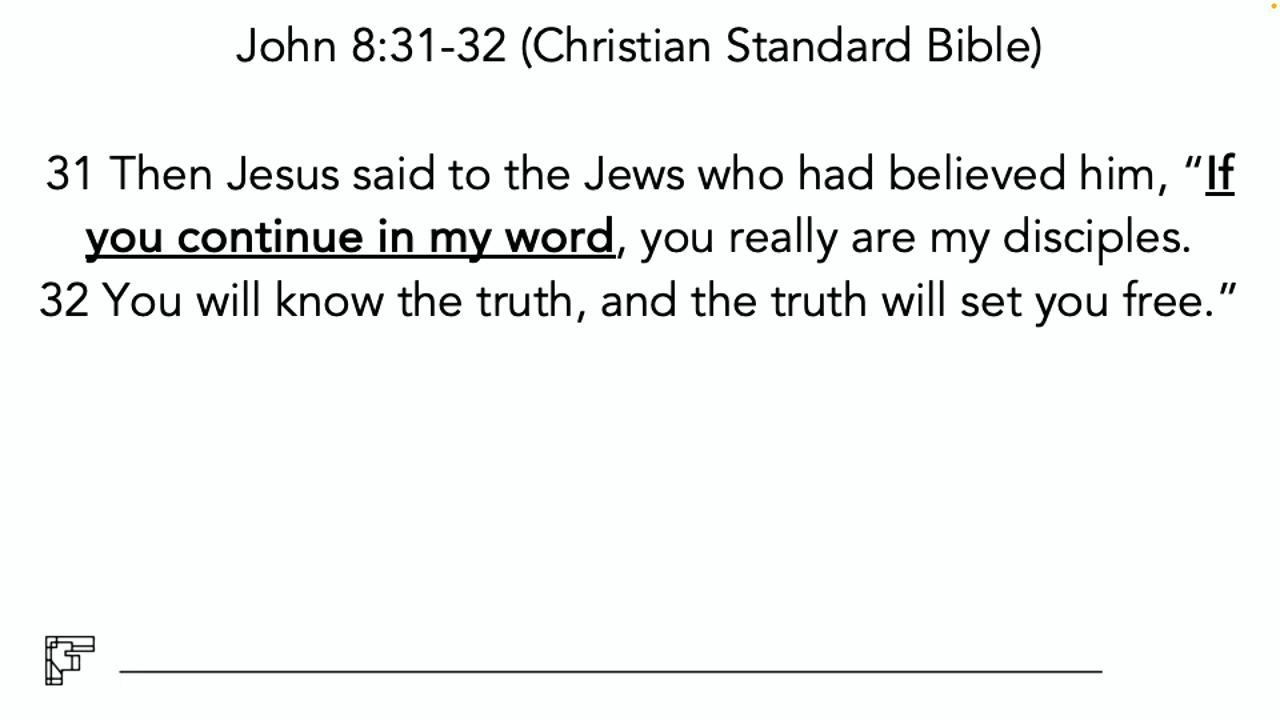 John 8:31-32 (Christian Standard Bible)
31 Then Jesus said to the Jews who had believed him, “If
you continue in my word, you really are my disciples.
32 You will know the truth, and the truth will set you free.”